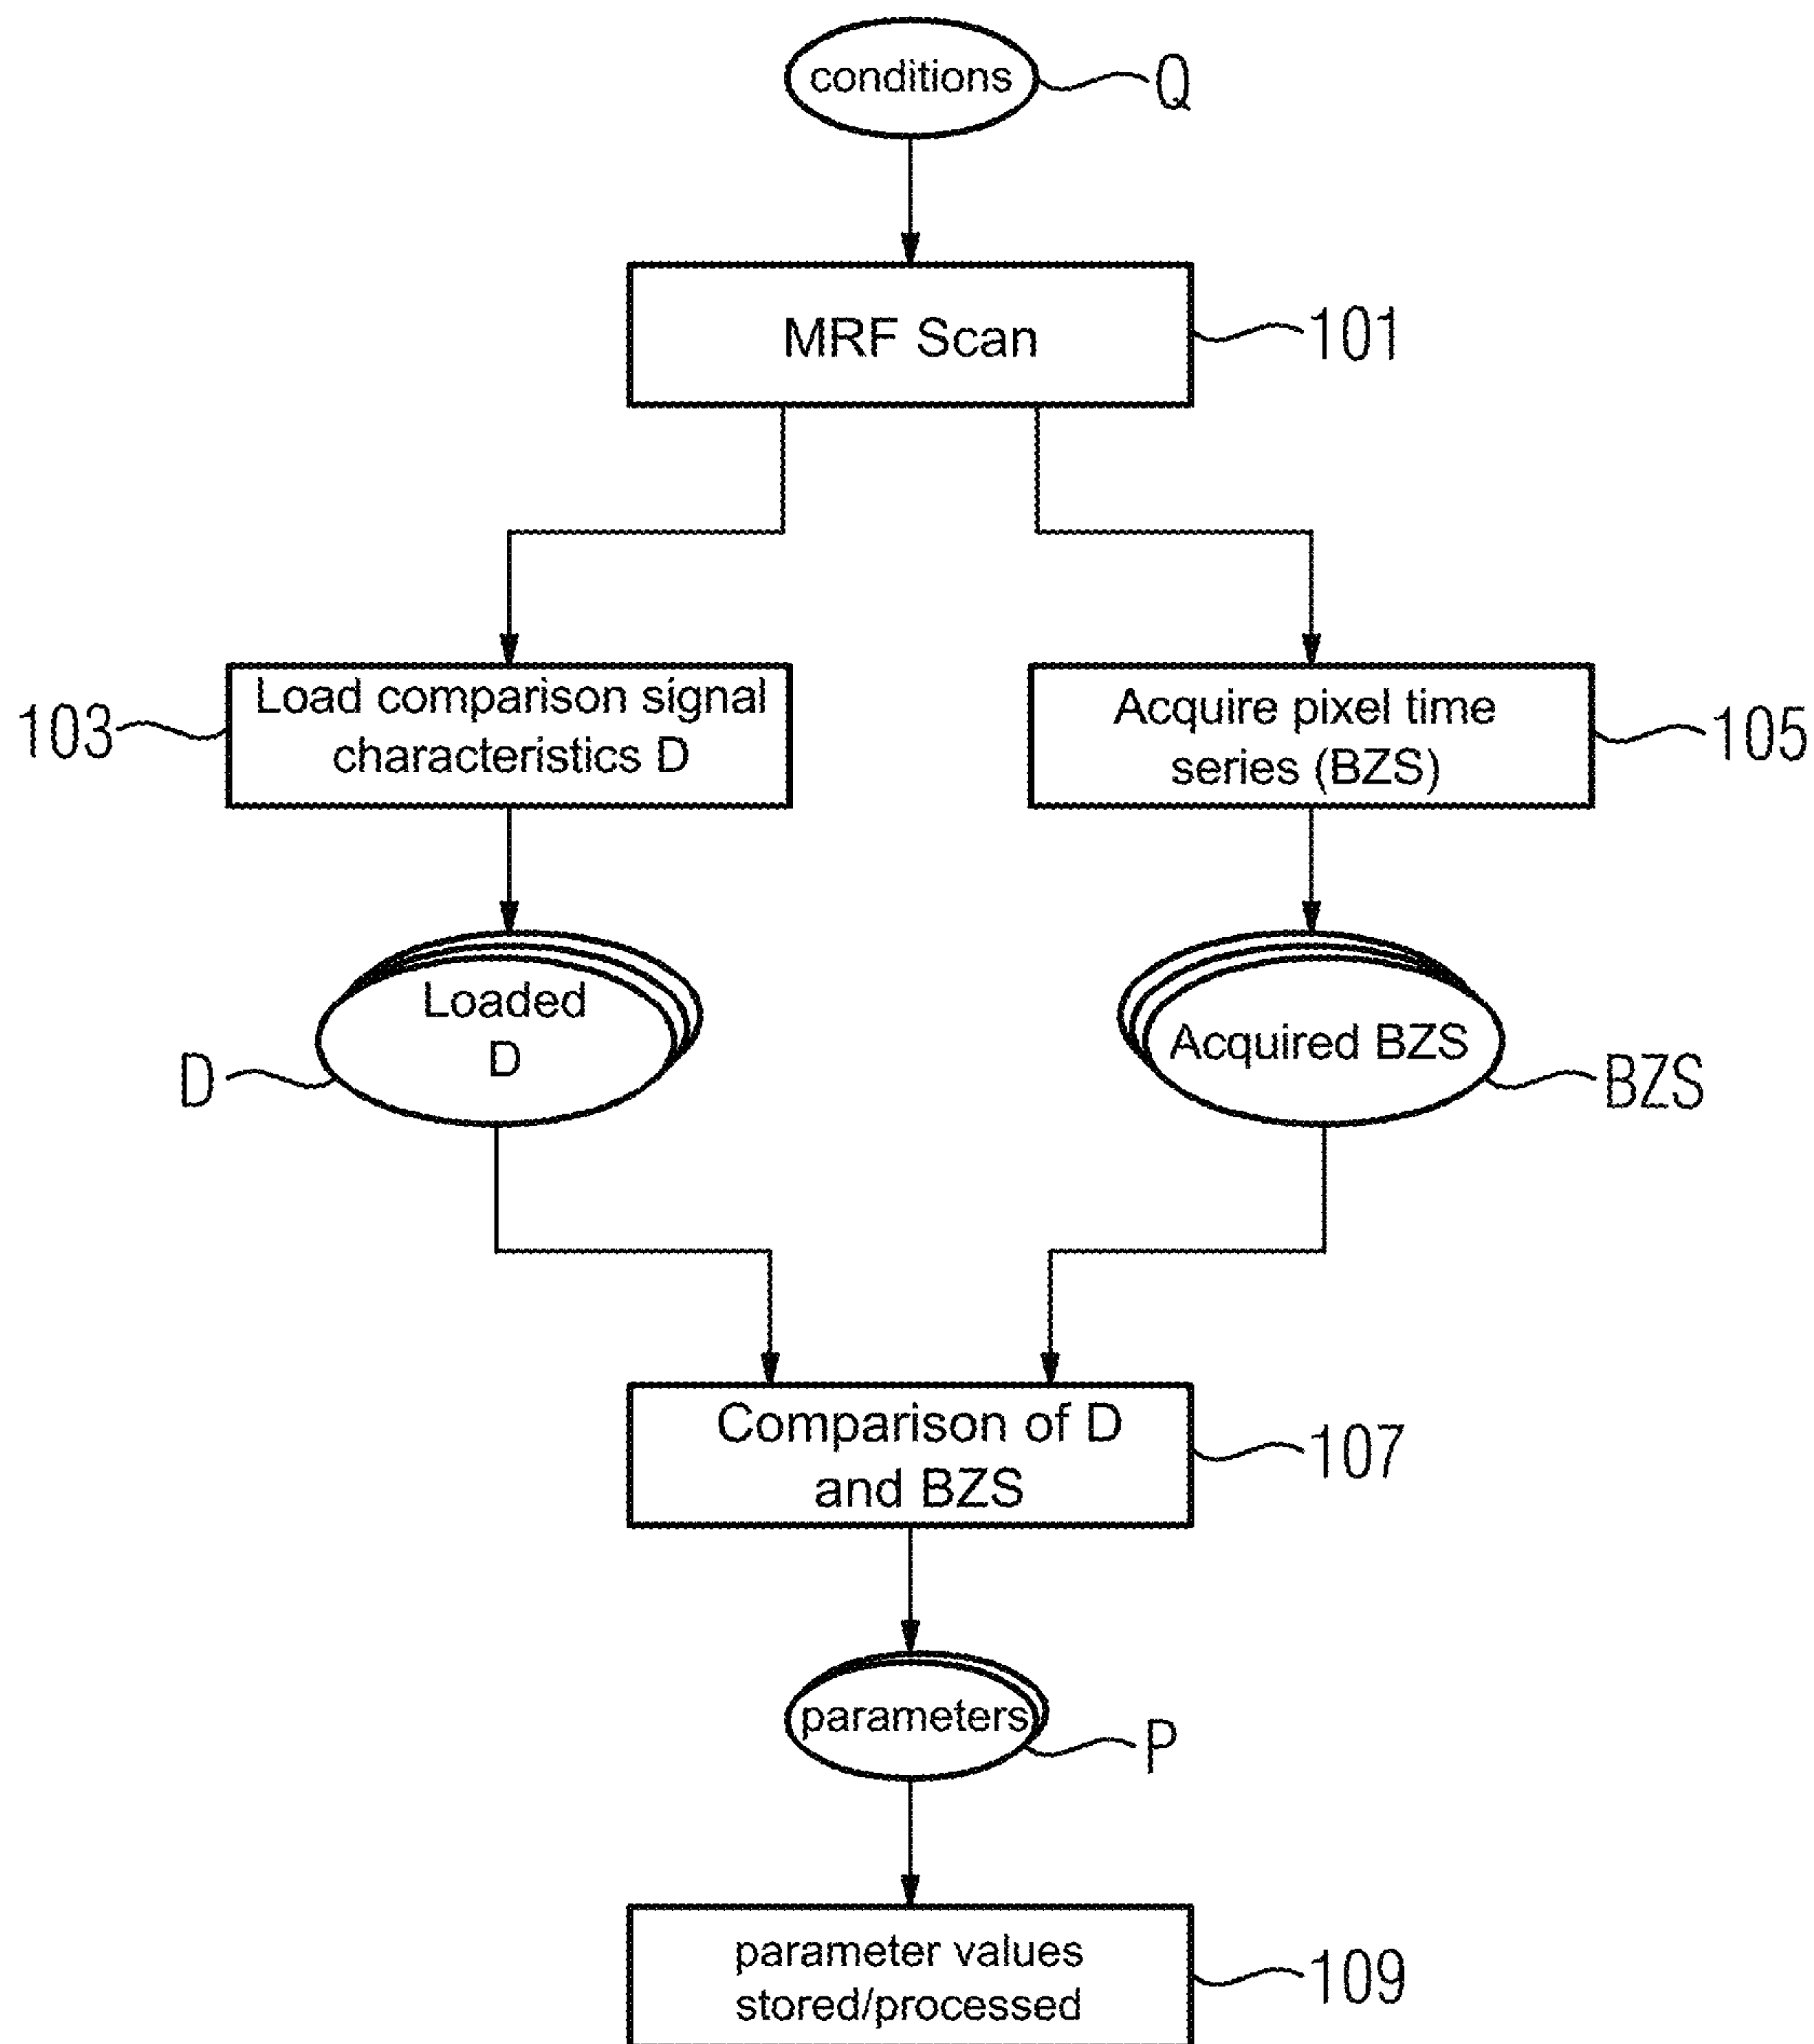 conditions
Q
MRF Scan
101
103
Load comparison signal
characteristics D
Acquire pixel time
series (BZS)
105
Loaded
D
D
Acquired BZS
BZS
Comparison of D
and BZS
107
parameters
P
parameter values
stored/processed
109